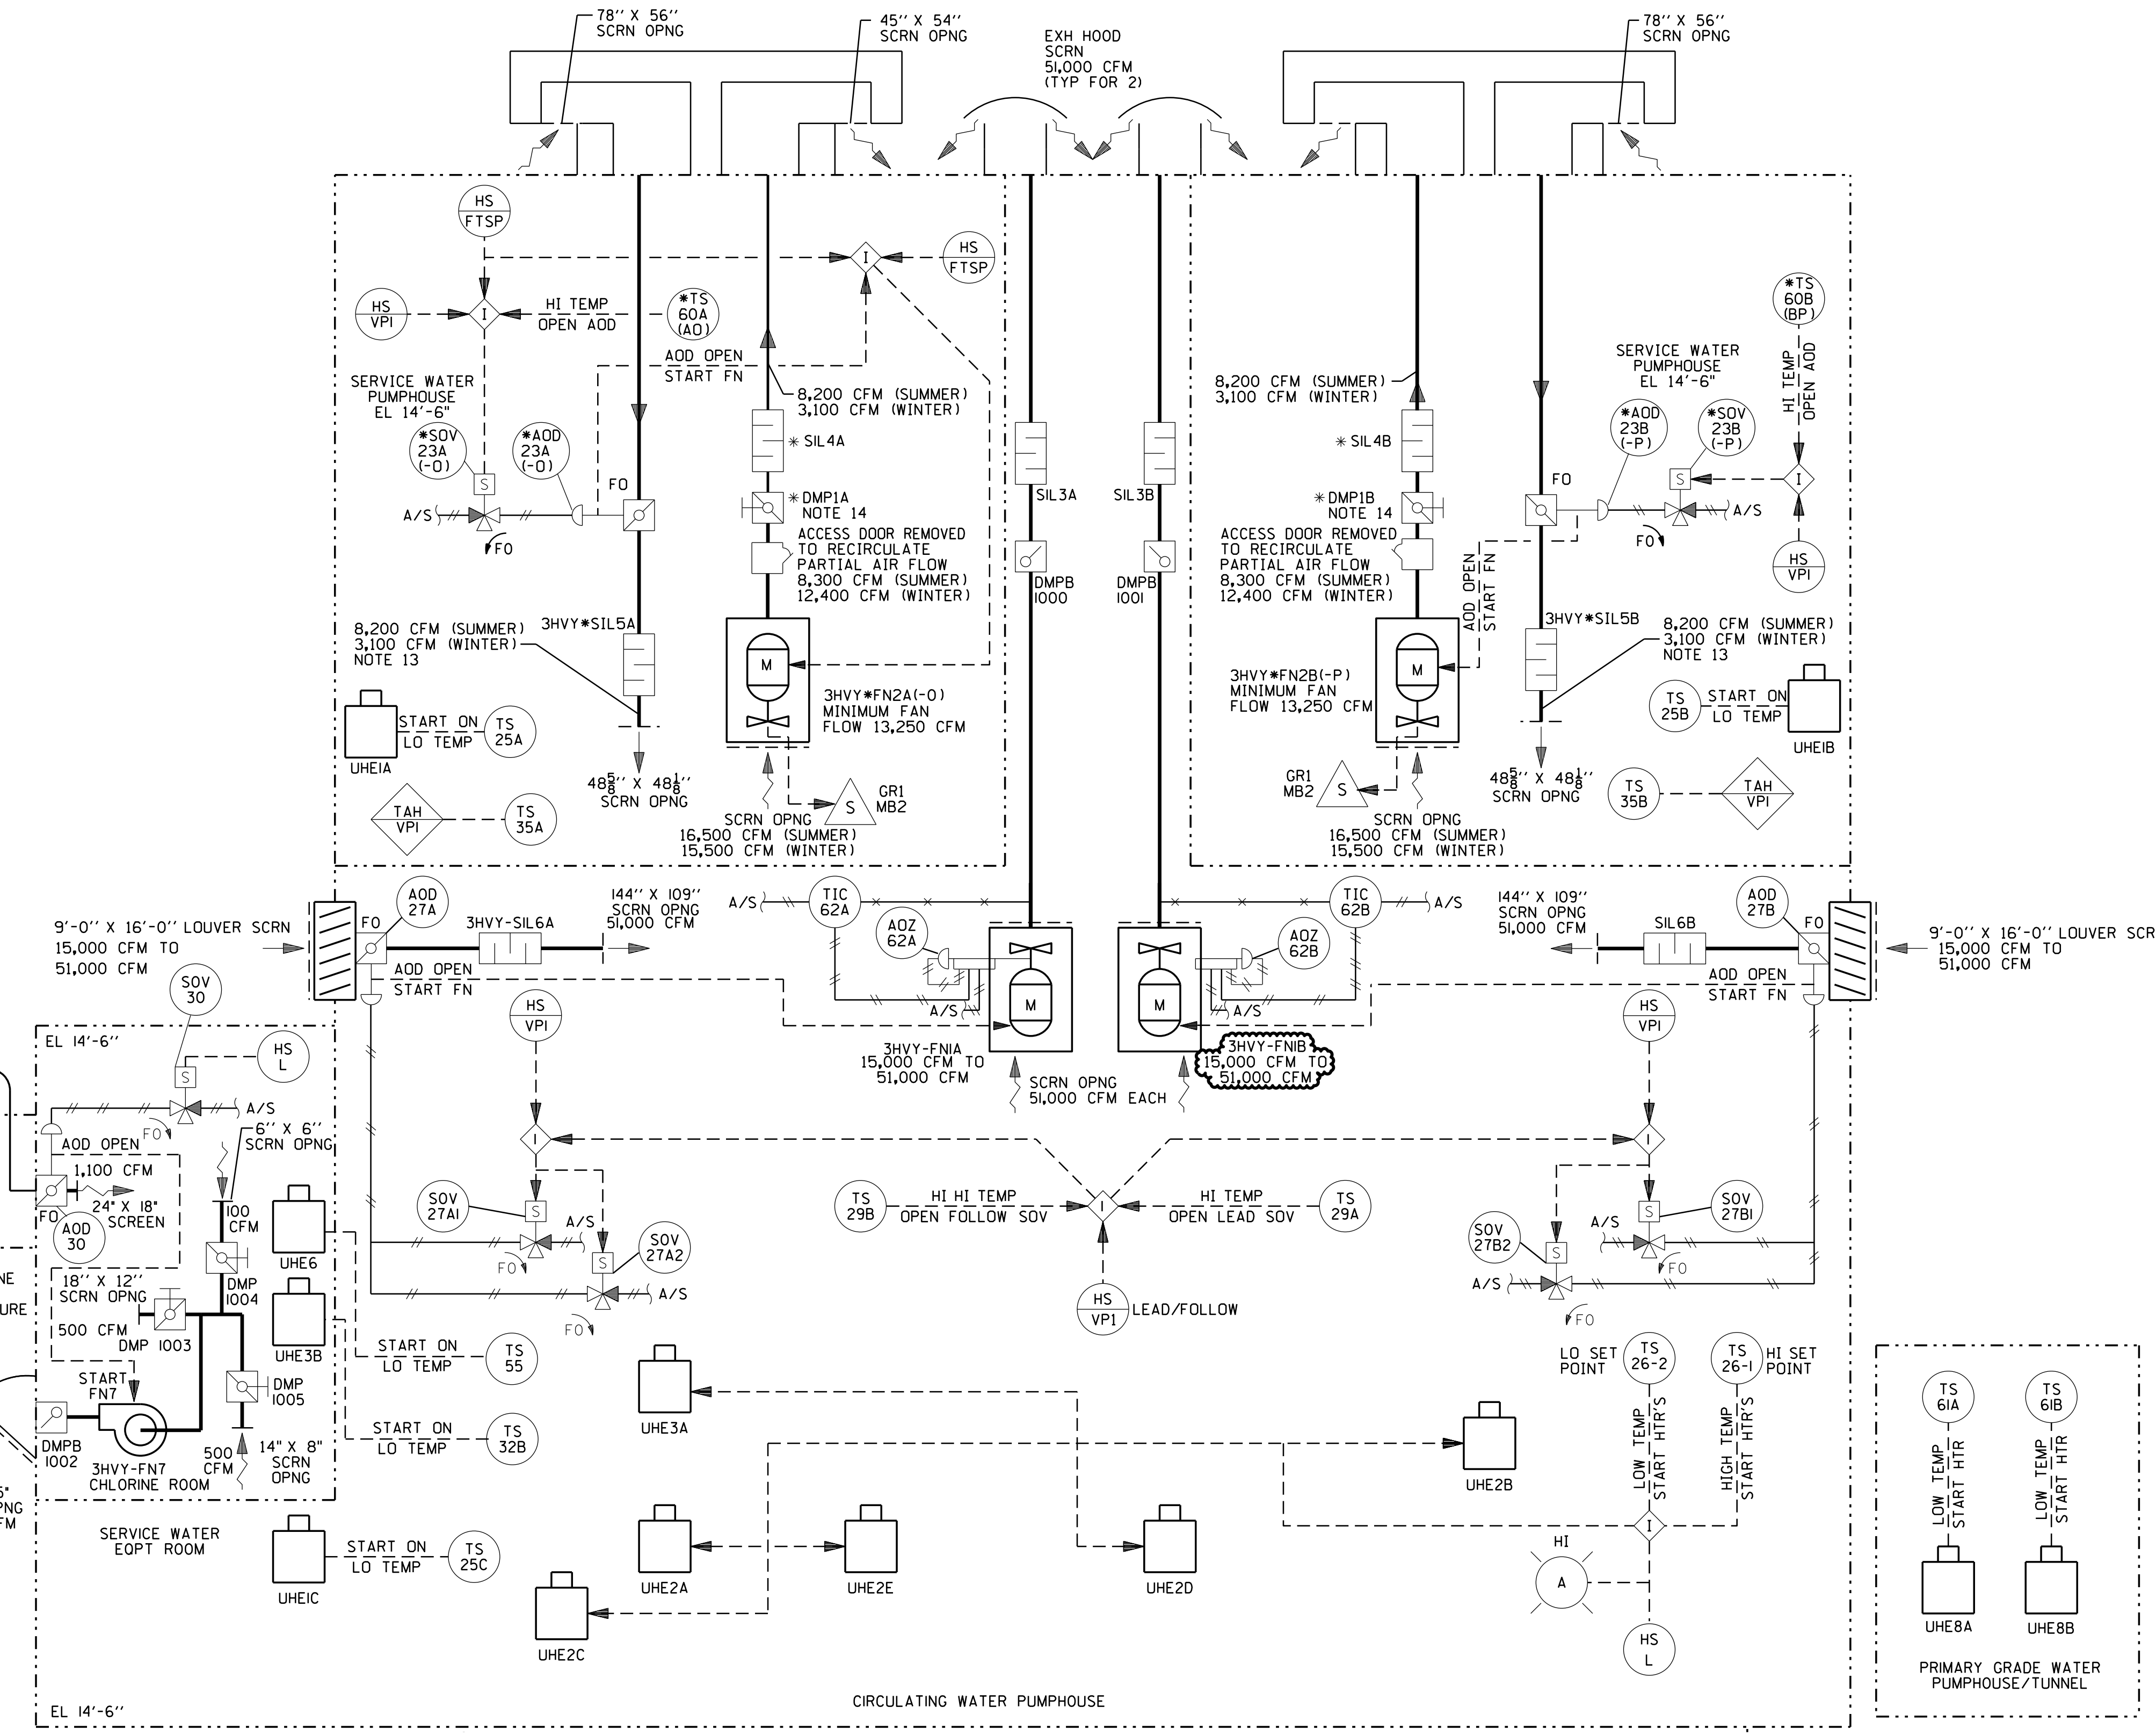 78'' X 56''
SCRN OPNG
45'' X 54''
SCRN OPNG
EXH HOOD
SCRN
51,000 CFM
(TYP FOR 2)
78'' X 56''
SCRN OPNG
HS
FTSP
HS
FTSP
HS
VPI
I
I
HI TEMP
OPEN AOD
*TS
60A
(AO)
AOD OPEN
START FN
SERVICE WATER
PUMPHOUSE
EL 14'-6"
*SOV
23A
(-O)
*AOD
23A
(-O)
FO
S
A/S
FO
8,200 CFM (SUMMER)
3,100 CFM (WINTER)
* SIL4A
* DMP1A
NOTE 14
ACCESS DOOR REMOVED
TO RECIRCULATE
PARTIAL AIR FLOW
8,300 CFM (SUMMER)
12,400 CFM (WINTER)
8,200 CFM (SUMMER)
3,100 CFM (WINTER)
NOTE 13
3HVY*SIL5A
M
3HVY*FN2A(-O)
MINIMUM FAN
FLOW 13,250 CFM
UHE1A
START ON
LO TEMP
TS
25A
48 5/8'' X 48 1/8''
SCRN OPNG
TAH
VPI
TS
35A
S
GR1
MB2
SCRN OPNG
16,500 CFM (SUMMER)
15,500 CFM (WINTER)
SIL3A
SIL3B
DMPB
1000
DMPB
1001
8,200 CFM (SUMMER)
3,100 CFM (WINTER)
* SIL4B
* DMP1B
NOTE 14
ACCESS DOOR REMOVED
TO RECIRCULATE
PARTIAL AIR FLOW
8,300 CFM (SUMMER)
12,400 CFM (WINTER)
*TS
60B
(BP)
SERVICE WATER
PUMPHOUSE
EL 14'-6"
HI TEMP
OPEN AOD
*AOD
23B
(-P)
*SOV
23B
(-P)
FO
S
I
A/S
FO
HS
VPI
AOD OPEN
START FN
3HVY*SIL5B
8,200 CFM (SUMMER)
3,100 CFM (WINTER)
NOTE 13
M
3HVY*FN2B(-P)
MINIMUM FAN
FLOW 13,250 CFM
TS
25B
START ON
LO TEMP
UHE1B
GR1
MB2
S
48 5/8'' X 48 1/8''
SCRN OPNG
TS
35B
TAH
VPI
SCRN OPNG
16,500 CFM (SUMMER)
15,500 CFM (WINTER)
9'-0'' X 16'-0'' LOUVER SCRN
15,000 CFM TO
51,000 CFM
FO
AOD
27A
3HVY-SIL6A
144'' X 109''
SCRN OPNG
51,000 CFM
AOD OPEN
START FN
A/S
TIC
62A
AOZ
62A
A/S
M
TIC
62B
A/S
AOZ
62B
A/S
M
144'' X 109''
SCRN OPNG
51,000 CFM
SIL6B
AOD
27B
FO
9'-0'' X 16'-0'' LOUVER SCR
15,000 CFM TO
51,000 CFM
AOD OPEN
START FN
3HVY-FN1A
15,000 CFM TO
51,000 CFM
3HVY-FN1B
15,000 CFM TO
51,000 CFM
SCRN OPNG
51,000 CFM EACH
SOV
30
EL 14'-6''
S
HS
L
A/S
FO
AOD OPEN
1,100 CFM
24" X 18"
SCREEN
FO
AOD
30
6'' X 6''
SCRN OPNG
100
CFM
DMP
1004
18'' X 12''
SCRN OPNG
500 CFM
DMP 1003
START
FN7
DMP
1005
DMPB
1002
3HVY-FN7
CHLORINE ROOM
500
CFM
14" X 8"
SCRN
OPNG
NE
URE
5"
PNG
FM
UHE6
UHE3B
HS
VPI
I
SOV
27A1
S
A/S
FO
SOV
27A2
S
A/S
FO
START ON
LO TEMP
TS
55
START ON
LO TEMP
TS
32B
TS
29B
HI HI TEMP
OPEN FOLLOW SOV
I
HI TEMP
OPEN LEAD SOV
TS
29A
HS
VP1
LEAD/FOLLOW
HS
VPI
I
SOV
27B1
S
A/S
FO
SOV
27B2
S
A/S
FO
LO SET
POINT
TS
26-2
TS
26-1
HI SET
POINT
LOW TEMP
START HTR'S
HIGH TEMP
START HTR'S
I
HI
A
HS
L
UHE3A
UHE2B
UHE2A
UHE2E
UHE2D
UHE2C
SERVICE WATER
EQPT ROOM
UHE1C
START ON
LO TEMP
TS
25C
EL 14'-6''
CIRCULATING WATER PUMPHOUSE
TS
61A
TS
61B
LOW TEMP
START HTR
LOW TEMP
START HTR
UHE8A
UHE8B
PRIMARY GRADE WATER
PUMPHOUSE/TUNNEL